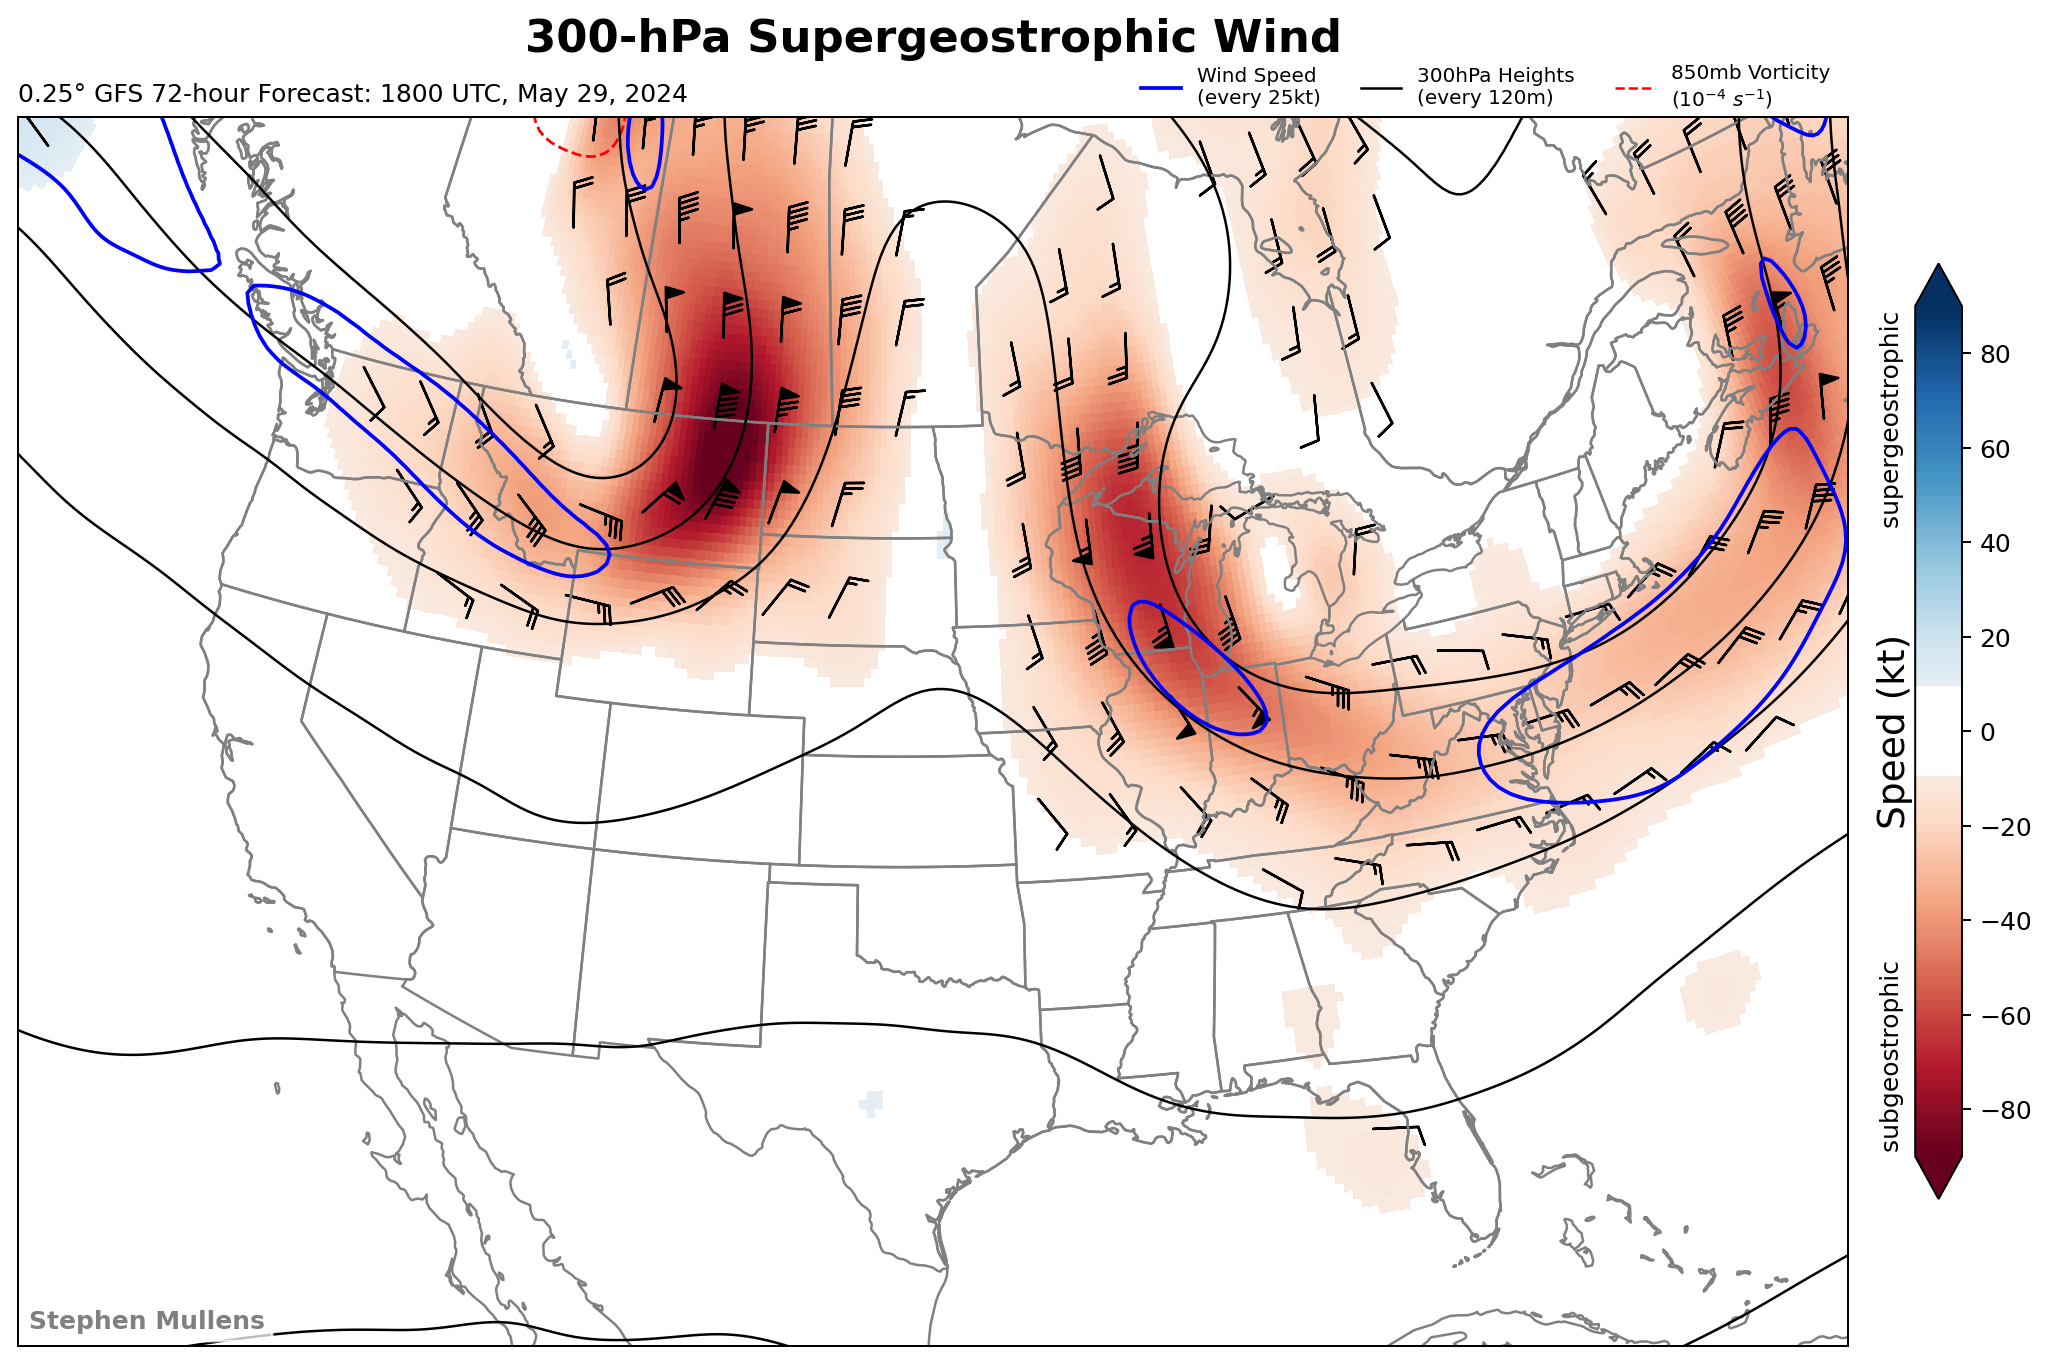 300-hPa Supergeostrophic Wind
0.25° GFS 72-hour Forecast: 1800 UTC, May 29, 2024
Wind Speed
(every 25kt)
300hPa Heights
(every 120m)
850mb Vorticity
(10⁻⁴ s⁻¹)
supergeostrophic
Speed (kt)
subgeostrophic
80
60
40
20
0
−20
−40
−60
−80
Stephen Mullens